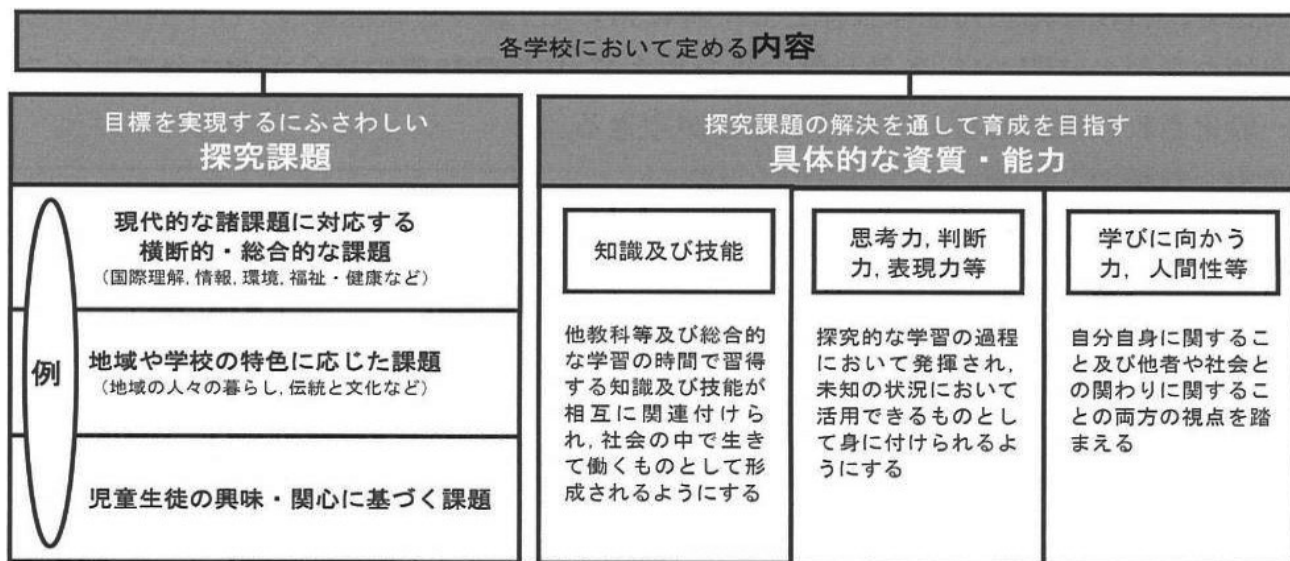 各学校において定める内容
目標を実現するにふさわしい
探究課題
探究課題の解決を通して育成を目指す
具体的な資質・能力
例
現代的な諸課題に対応する
横断的・総合的な課題
(国際理解,情報,環境,福祉・健康など)
地域や学校の特色に応じた課題
(地域の人々の暮らし,伝統と文化など)
児童生徒の興味・関心に基づく課題
知識及び技能
他教科等及び総合的
な学習の時間で習得
する知識及び技能が
相互に関連付けら
れ,社会の中で生き
て働くものとして形
成されるようにする
思考力,判断
力,表現力等
探究的な学習の過程
において発揮され,
未知の状況において
活用できるものとし
て身に付けられるよ
うにする
学びに向かう
力,人間性等
自分自身に関するこ
と及び他者や社会と
の関わりに関するこ
との両方の視点を踏
まえる